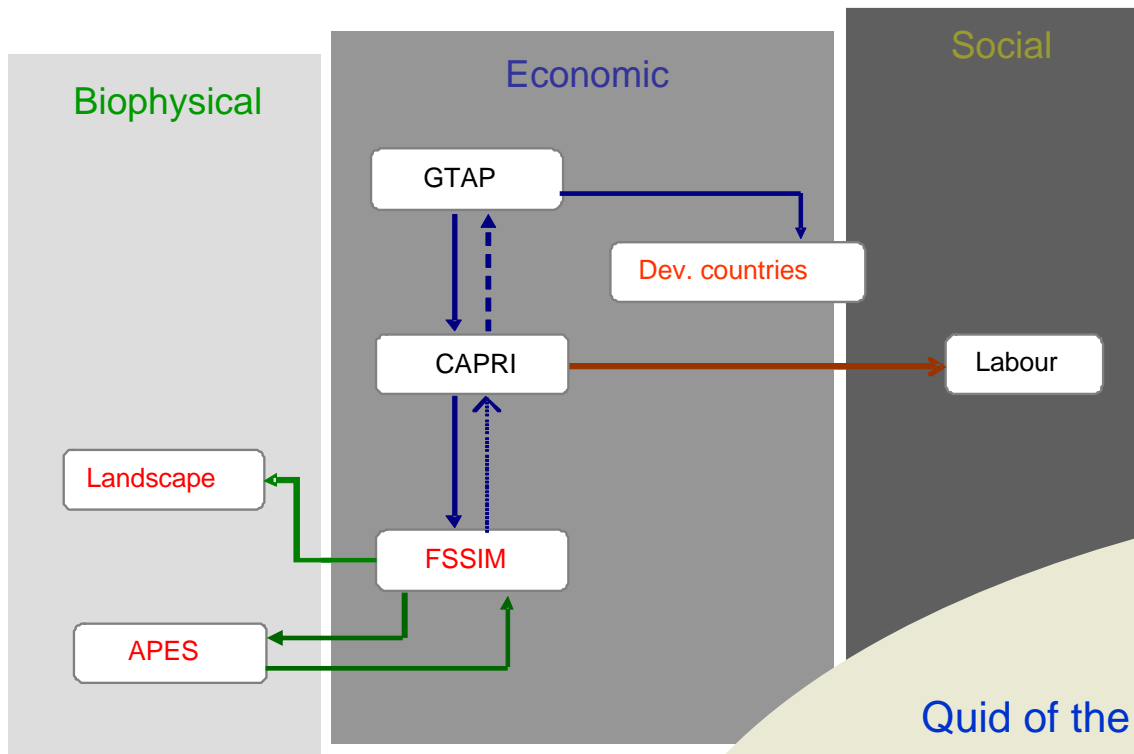 Social
Economic
Biophysical
GTAP
Dev. countries
CAPRI
Labour
Landscape
FSSIM
APES
Quid of the